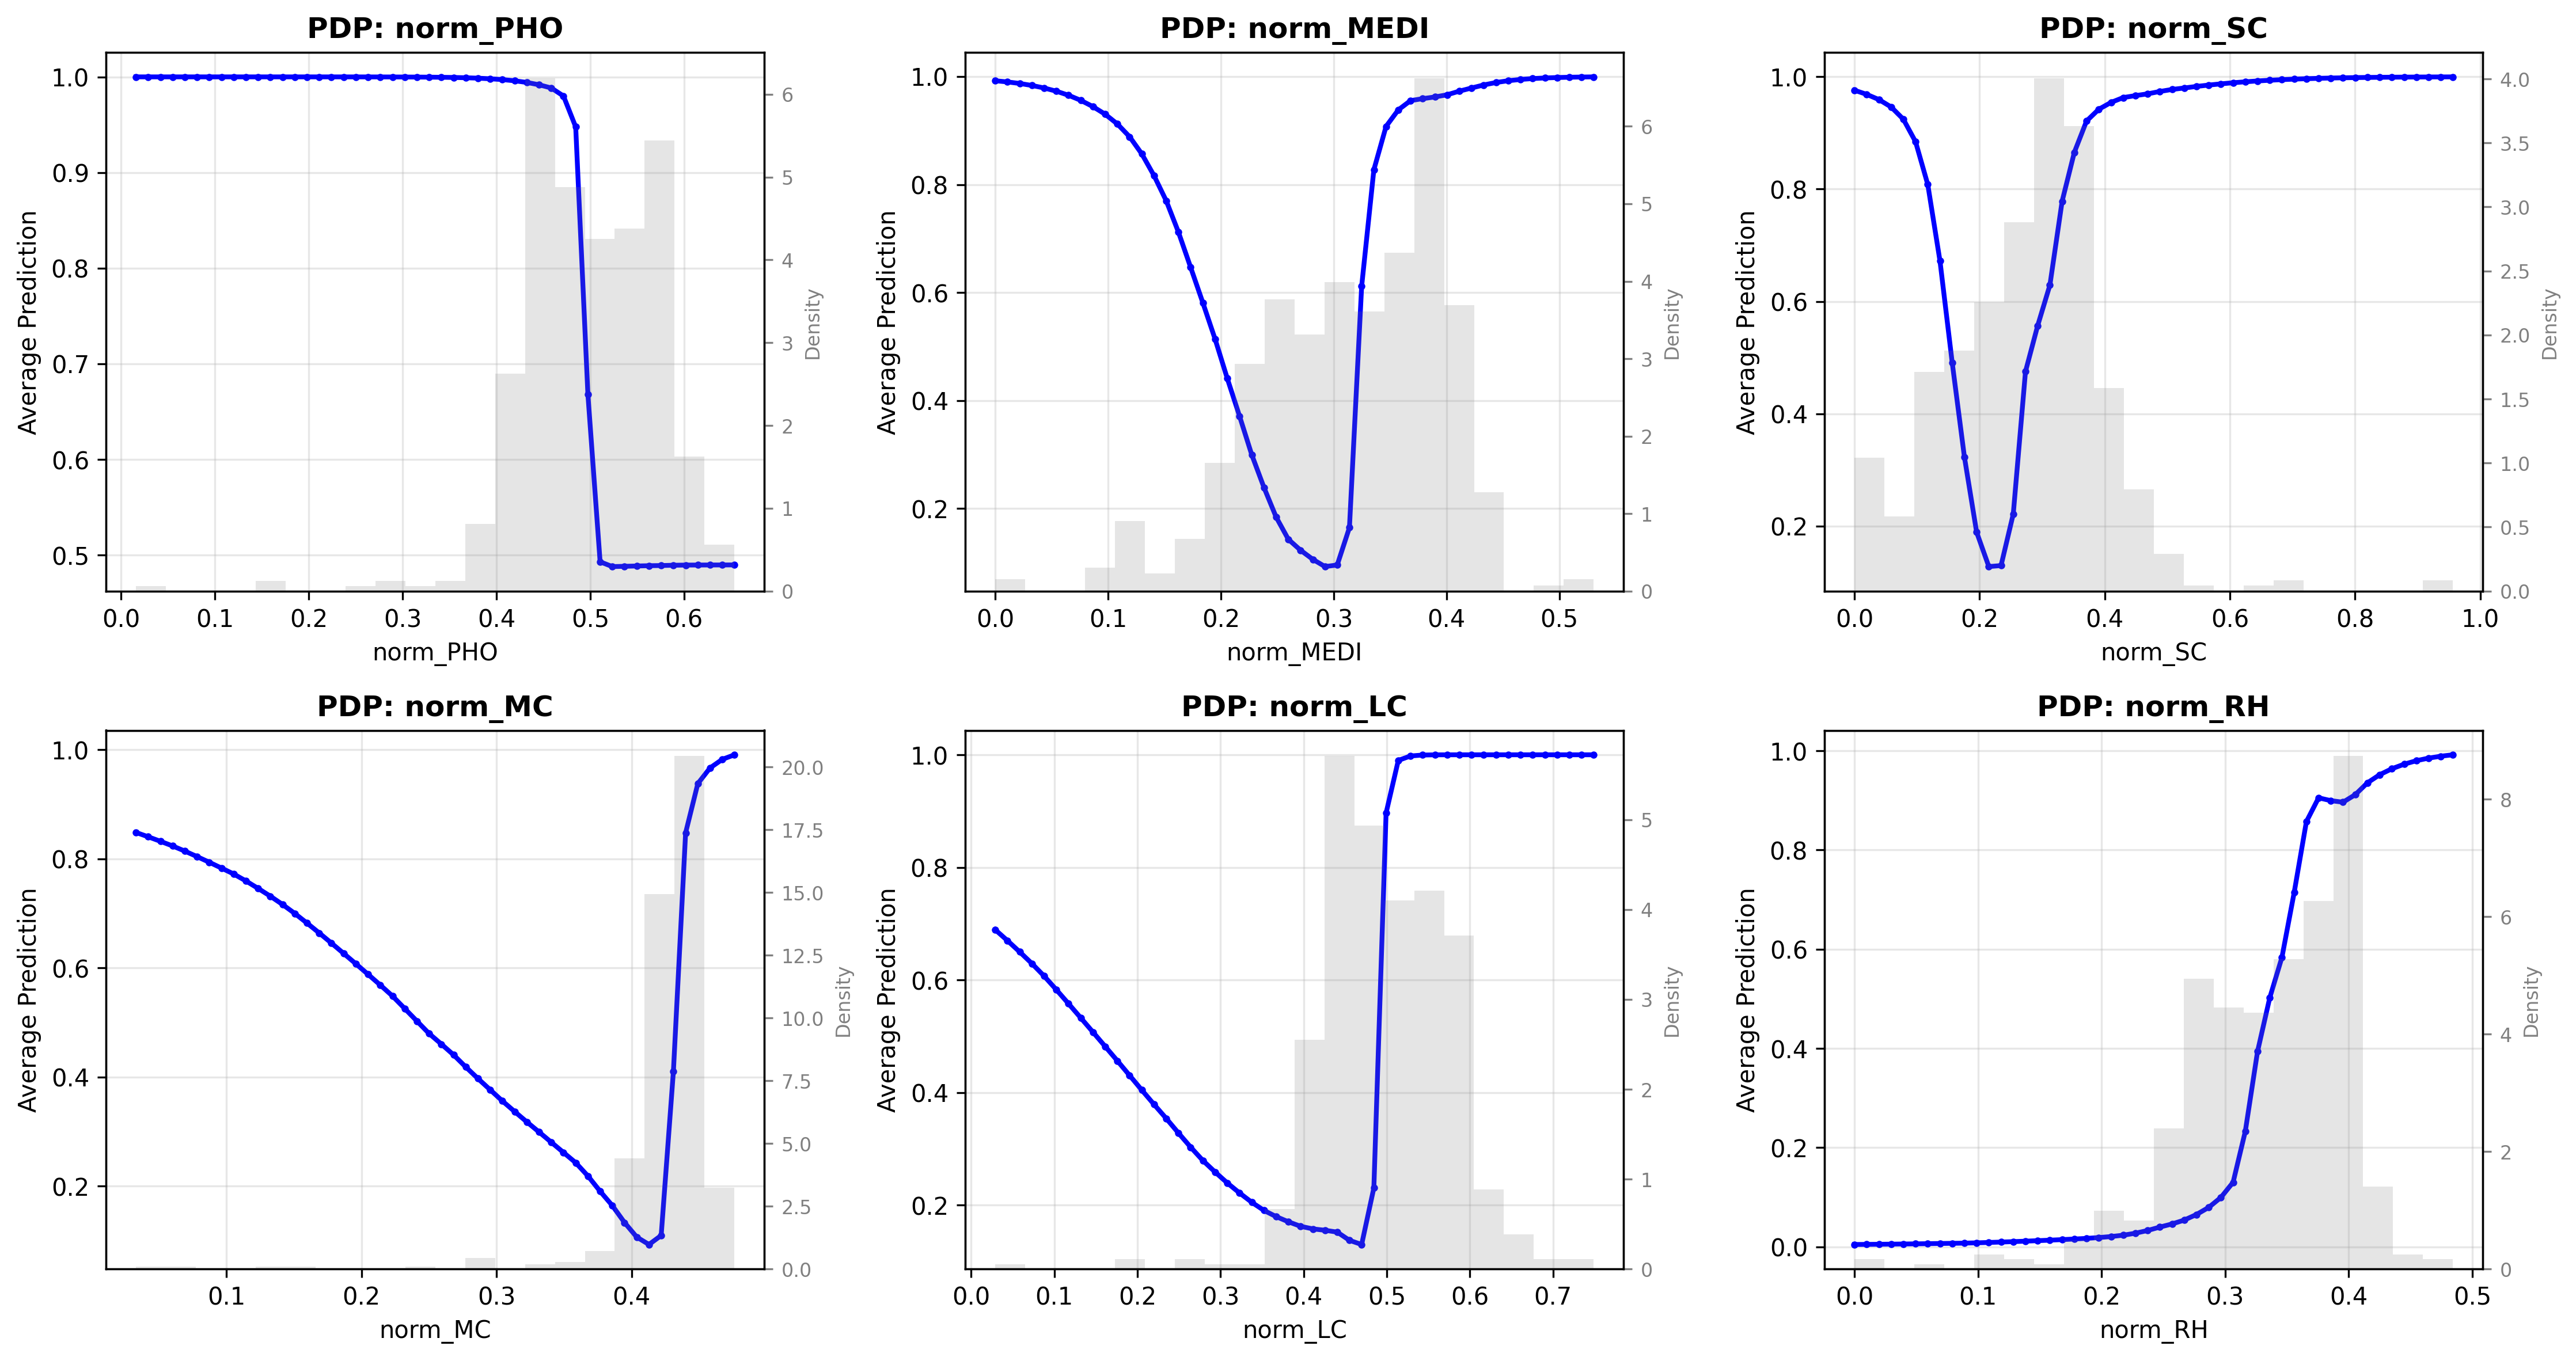 PDP: norm_PHO
Average Prediction
1.0
0.9
0.8
0.7
0.6
0.5
0.0 0.1 0.2 0.3 0.4 0.5 0.6
norm_PHO
6
5
4
3
2
1
0
Density
PDP: norm_MEDI
Average Prediction
1.0
0.8
0.6
0.4
0.2
0.0 0.1 0.2 0.3 0.4 0.5
norm_MEDI
6
5
4
3
2
1
0
Density
PDP: norm_SC
Average Prediction
1.0
0.8
0.6
0.4
0.2
0.0 0.2 0.4 0.6 0.8 1.0
norm_SC
4.0
3.5
3.0
2.5
2.0
1.5
1.0
0.5
0.0
Density
PDP: norm_MC
Average Prediction
1.0
0.8
0.6
0.4
0.2
0.1 0.2 0.3 0.4
norm_MC
20.0
17.5
15.0
12.5
10.0
7.5
5.0
2.5
0.0
Density
PDP: norm_LC
Average Prediction
1.0
0.8
0.6
0.4
0.2
0.0 0.1 0.2 0.3 0.4 0.5 0.6 0.7
norm_LC
5
4
3
2
1
0
Density
PDP: norm_RH
Average Prediction
1.0
0.8
0.6
0.4
0.2
0.0
0.0 0.1 0.2 0.3 0.4 0.5
norm_RH
8
6
4
2
0
Density